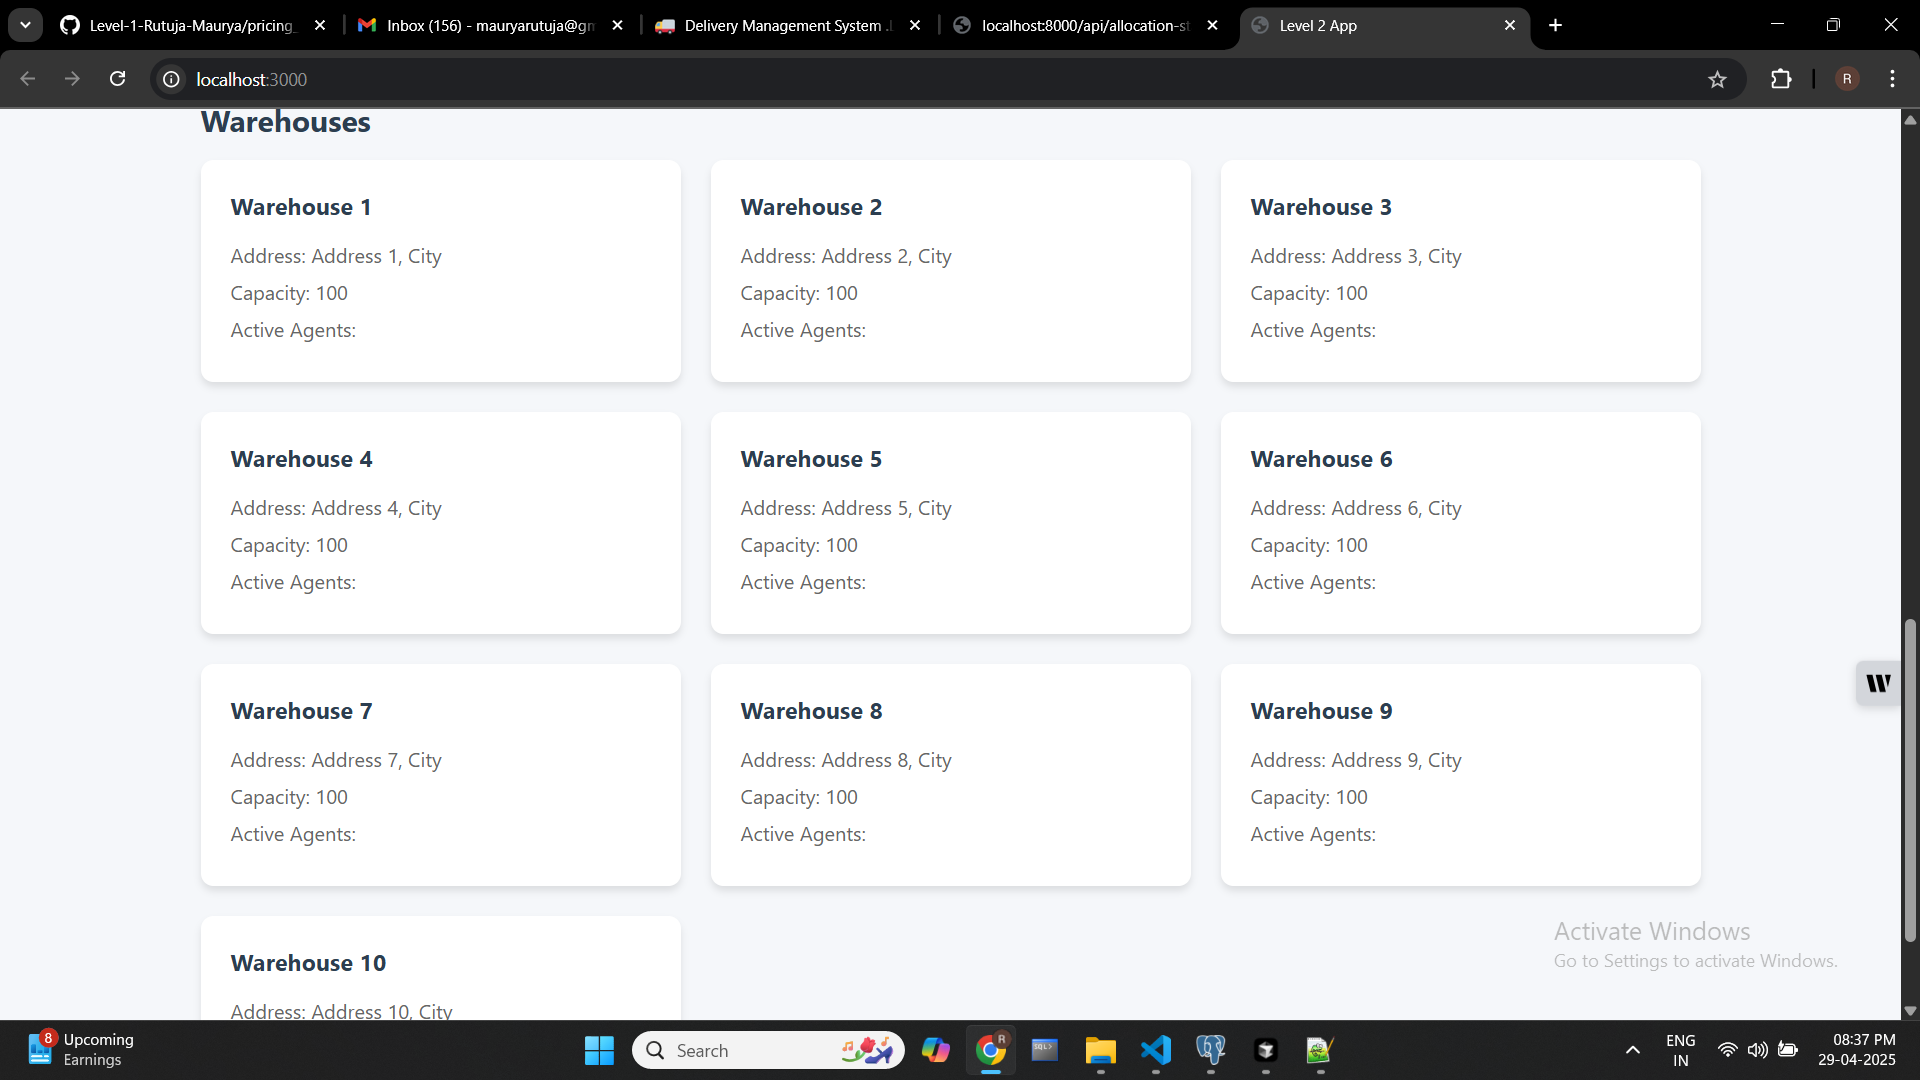 Level-1-Rutuja-Maurya/pricing_
Inbox (156) - mauryarutuja@gm
Delivery Management System .
localhost:8000/api/allocation-st
Level 2 App
localhost:3000
R
Warehouses
Warehouse 1
Address: Address 1, City
Capacity: 100
Active Agents:
Warehouse 2
Address: Address 2, City
Capacity: 100
Active Agents:
Warehouse 3
Address: Address 3, City
Capacity: 100
Active Agents:
Warehouse 4
Address: Address 4, City
Capacity: 100
Active Agents:
Warehouse 5
Address: Address 5, City
Capacity: 100
Active Agents:
Warehouse 6
Address: Address 6, City
Capacity: 100
Active Agents:
Warehouse 7
Address: Address 7, City
Capacity: 100
Active Agents:
Warehouse 8
Address: Address 8, City
Capacity: 100
Active Agents:
Warehouse 9
Address: Address 9, City
Capacity: 100
Active Agents:
Warehouse 10
Address: Address 10, City
W
Activate Windows
Go to Settings to activate Windows.
8
Upcoming
Earnings
Search
R
SQL>
ENG
IN
08:37 PM
29-04-2025